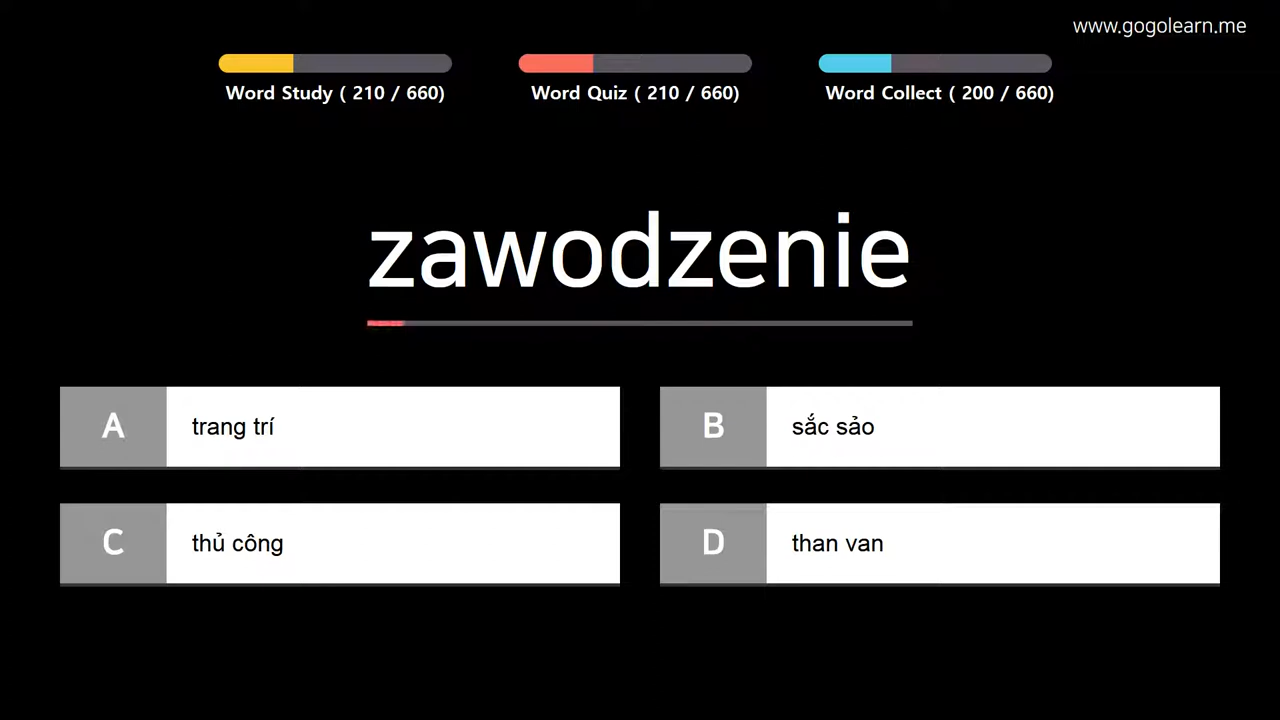 www.gogolearn.me
Word Study ( 210 / 660)
Word Quiz ( 210 / 660)
Word Collect ( 200 / 660)
zawodzenie
A trang trí
B sắc sảo
C thủ công
D than van